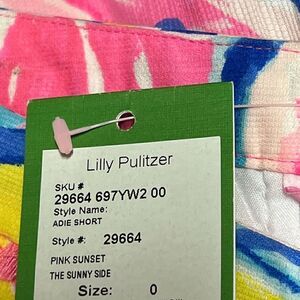 Lilly Pulitzer
SKU #
29664 697YW2 00
Style Name:
ADIE SHORT
Style #: 29664
PINK SUNSET
THE SUNNY SIDE
Size: 0